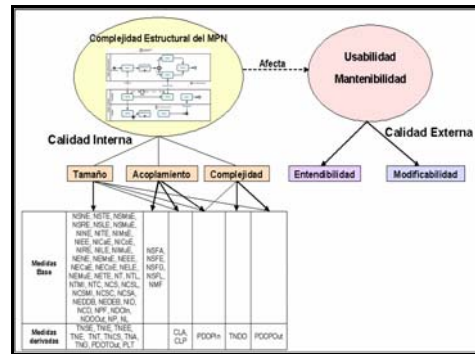 Complejidad Estructural del MPN
Afecta
Usabilidad
Mantenibilidad
Calidad Interna
Calidad Externa
Tamaño
Acoplamiento
Complejidad
Entendibilidad
Modificabilidad
Medidas
Base
NSNE, NSTE, NSMsE,
NSRE, NSLE, NSMuE,
NINE, NITE, NIMsE,
NIEE, NICaE, NICoE,
NIRE, NILE, NIMuE,
NENE, NEMsE, NEEE,
NECaE, NECoE, NELE,
NEMuE, NETE, NT, NTL,
NTMI, NTC, NCS, NCSL,
NCSMI, NCSC, NCSA,
NEDDB, NEDEB, NID,
NCD, NPF, NDOIn,
NDOOut, NP, NL
NSFA,
NSFE,
NSFG,
NSFL,
NMF
Medidas
derivadas
TNSE, TNIE, TNEE,
TNE, TNT, TNCS, TNA,
TNG, PDOTOut, PLT
CLA,
CLP
PDOPIn
TNDO
PDOPOut